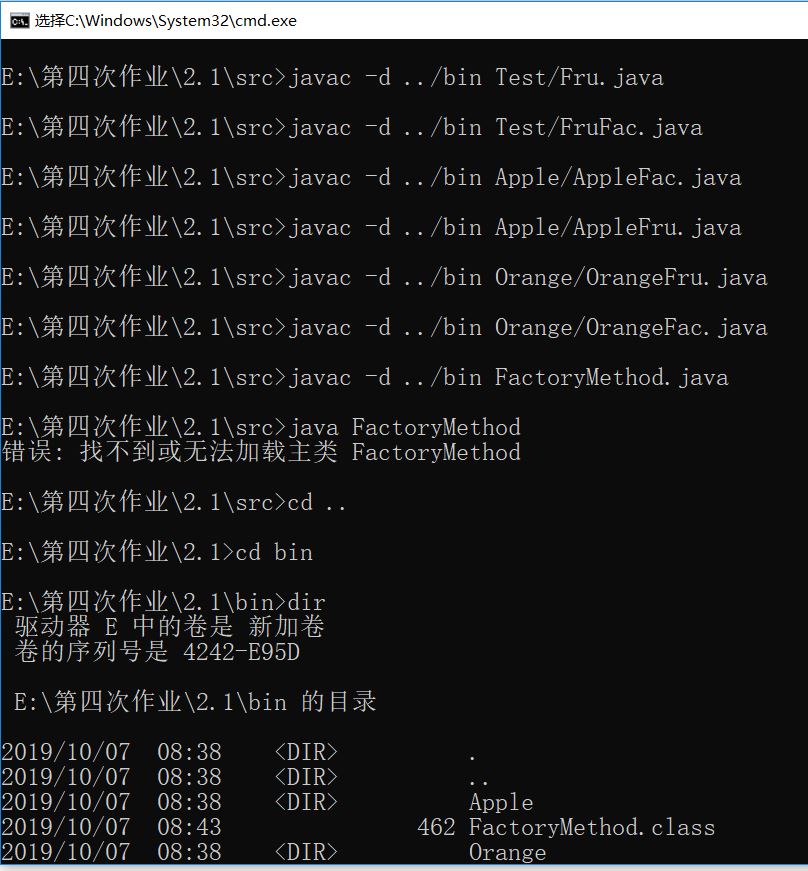 选择C:\Windows\System32\cmd.exe
E:\第四次作业\2.1\src>javac -d ../bin Test/Fru.java
E:\第四次作业\2.1\src>javac -d ../bin Test/FruFac.java
E:\第四次作业\2.1\src>javac -d ../bin Apple/AppleFac.java
E:\第四次作业\2.1\src>javac -d ../bin Apple/AppleFru.java
E:\第四次作业\2.1\src>javac -d ../bin Orange/OrangeFru.java
E:\第四次作业\2.1\src>javac -d ../bin Orange/OrangeFac.java
E:\第四次作业\2.1\src>javac -d ../bin FactoryMethod.java
E:\第四次作业\2.1\src>java FactoryMethod
错误: 找不到或无法加载主类 FactoryMethod
E:\第四次作业\2.1\src>cd ..
E:\第四次作业\2.1>cd bin
E:\第四次作业\2.1\bin>dir
驱动器 E 中的卷是 新加卷
卷的序列号是 4242-E95D
E:\第四次作业\2.1\bin 的目录
2019/10/07  08:38    <DIR>          .
2019/10/07  08:38    <DIR>          ..
2019/10/07  08:38    <DIR>          Apple
2019/10/07  08:43               462 FactoryMethod.class
2019/10/07  08:38    <DIR>          Orange